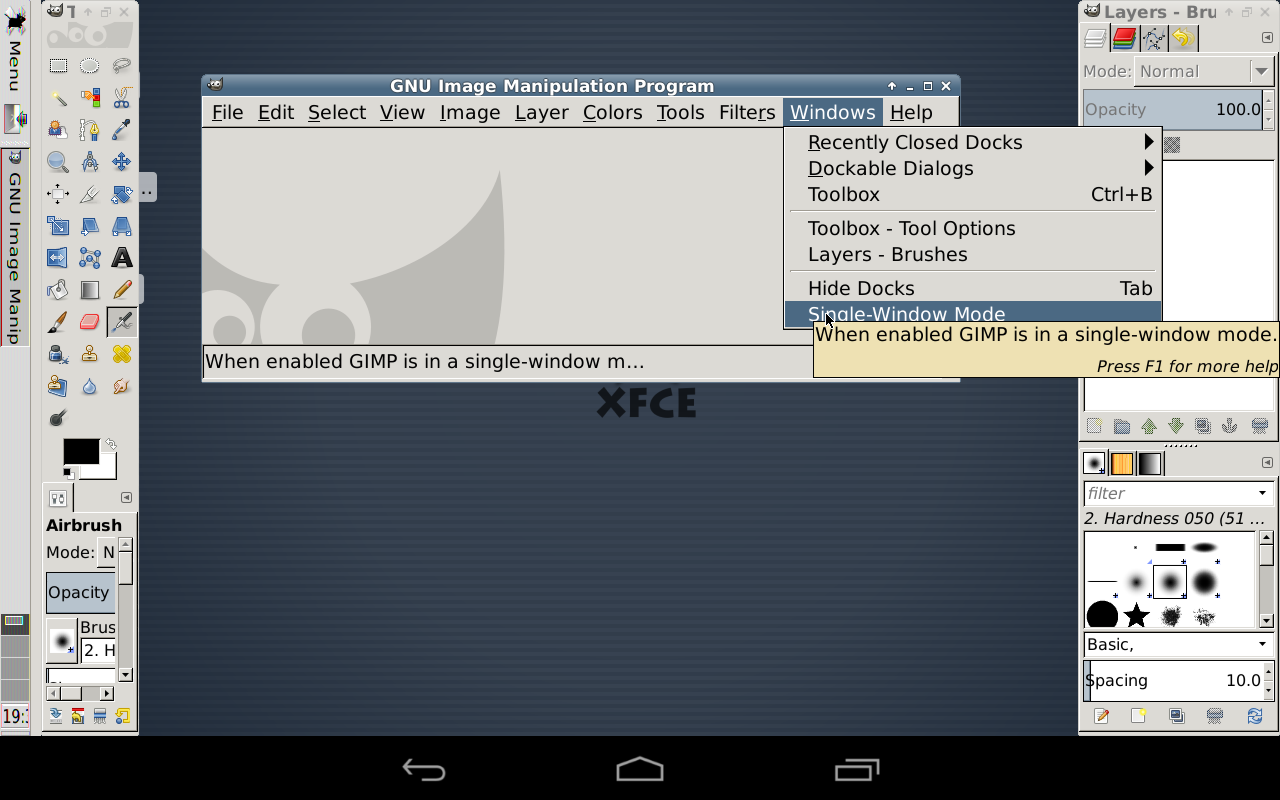 Menu
GNU Image Manip
19:
T
Airbrush
Mode: N
Opacity
Brus
2. H
GNU Image Manipulation Program
File Edit Select View Image Layer Colors Tools Filters Windows Help
Recently Closed Docks
Dockable Dialogs
Toolbox Ctrl+B
Toolbox - Tool Options
Layers - Brushes
Hide Docks Tab
Single-Window Mode
When enabled GIMP is in a single-window mode.
Press F1 for more help
When enabled GIMP is in a single-window m...
XFCE
Layers - Bru
Mode: Normal
Opacity 100.0
filter
2. Hardness 050 (51 ...
Basic,
Spacing 10.0